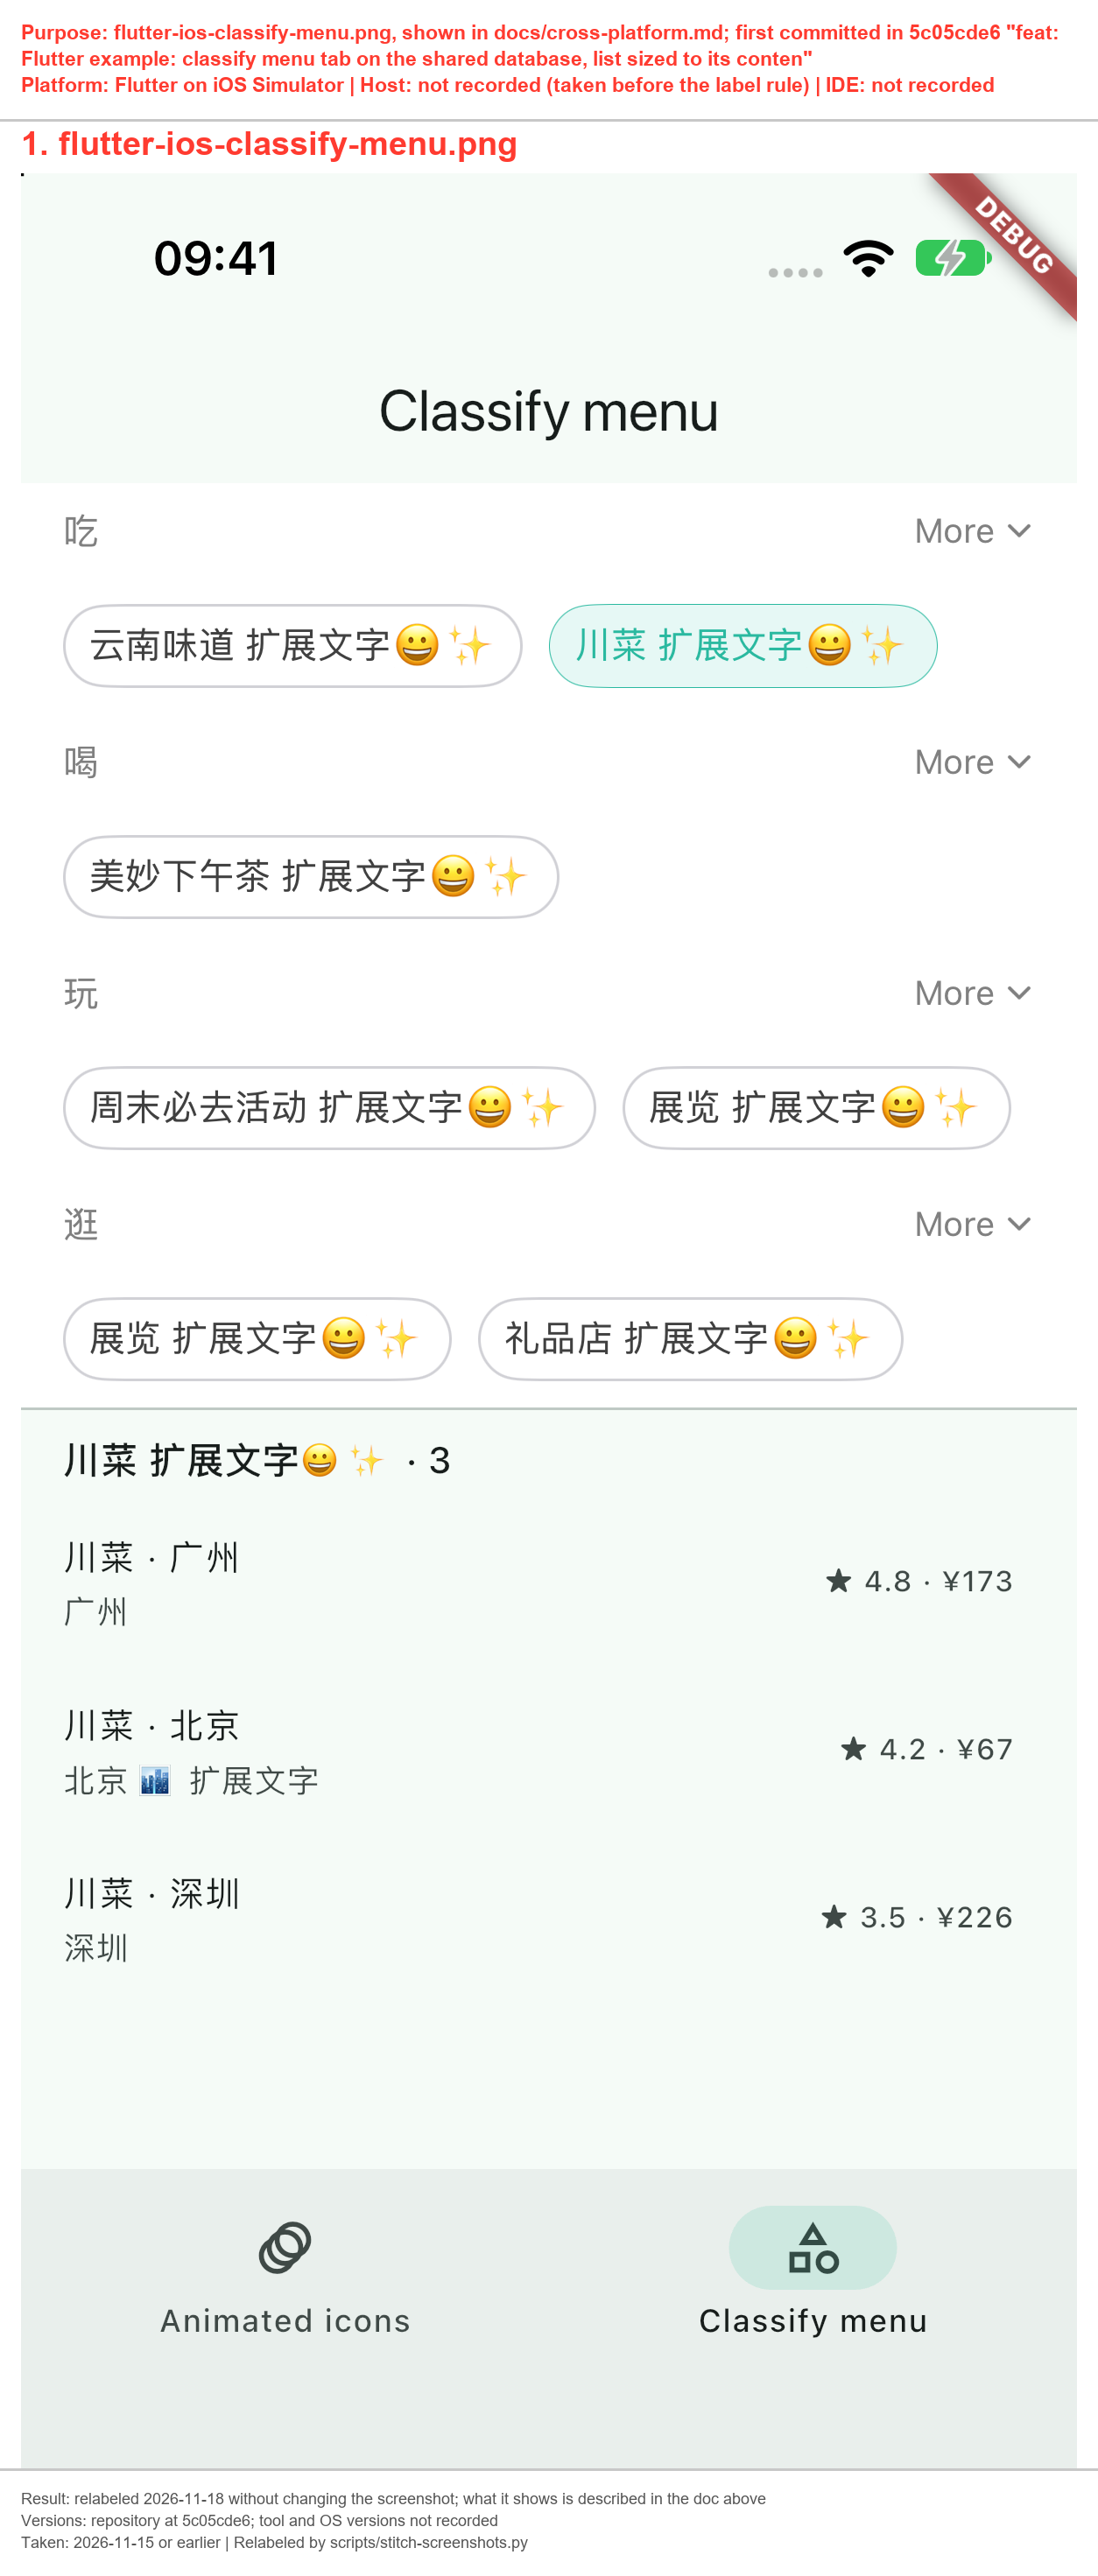 Purpose: flutter-ios-classify-menu.png, shown in docs/cross-platform.md; first committed in 5c05cde6 "feat:
Flutter example: classify menu tab on the shared database, list sized to its conten"
Platform: Flutter on iOS Simulator | Host: not recorded (taken before the label rule) | IDE: not recorded
1. flutter-ios-classify-menu.png
09:41
DEBUG
Classify menu
吃 More
云南味道 扩展文字😀✨ 川菜 扩展文字😀✨
喝 More
美妙下午茶 扩展文字😀✨
玩 More
周末必去活动 扩展文字😀✨ 展览 扩展文字😀✨
逛 More
展览 扩展文字😀✨ 礼品店 扩展文字😀✨
川菜 扩展文字😀✨ · 3
川菜 · 广州
广州
★ 4.8 · ¥173
川菜 · 北京
北京🏙️ 扩展文字
★ 4.2 · ¥67
川菜 · 深圳
深圳
★ 3.5 · ¥226
Animated icons Classify menu
Result: relabeled 2026-11-18 without changing the screenshot; what it shows is described in the doc above
Versions: repository at 5c05cde6; tool and OS versions not recorded
Taken: 2026-11-15 or earlier | Relabeled by scripts/stitch-screenshots.py